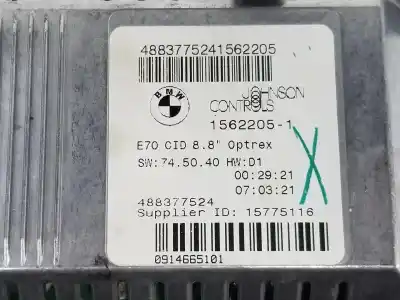 4883775241562205
BMW
JOHNSON
CONTROLS
1562205-1
E70 CID 8.8" Optrex
SW:74.50.40 HW:D1
00:29:21
07:03:21
488377524
Supplier ID: 15775116
0914665101